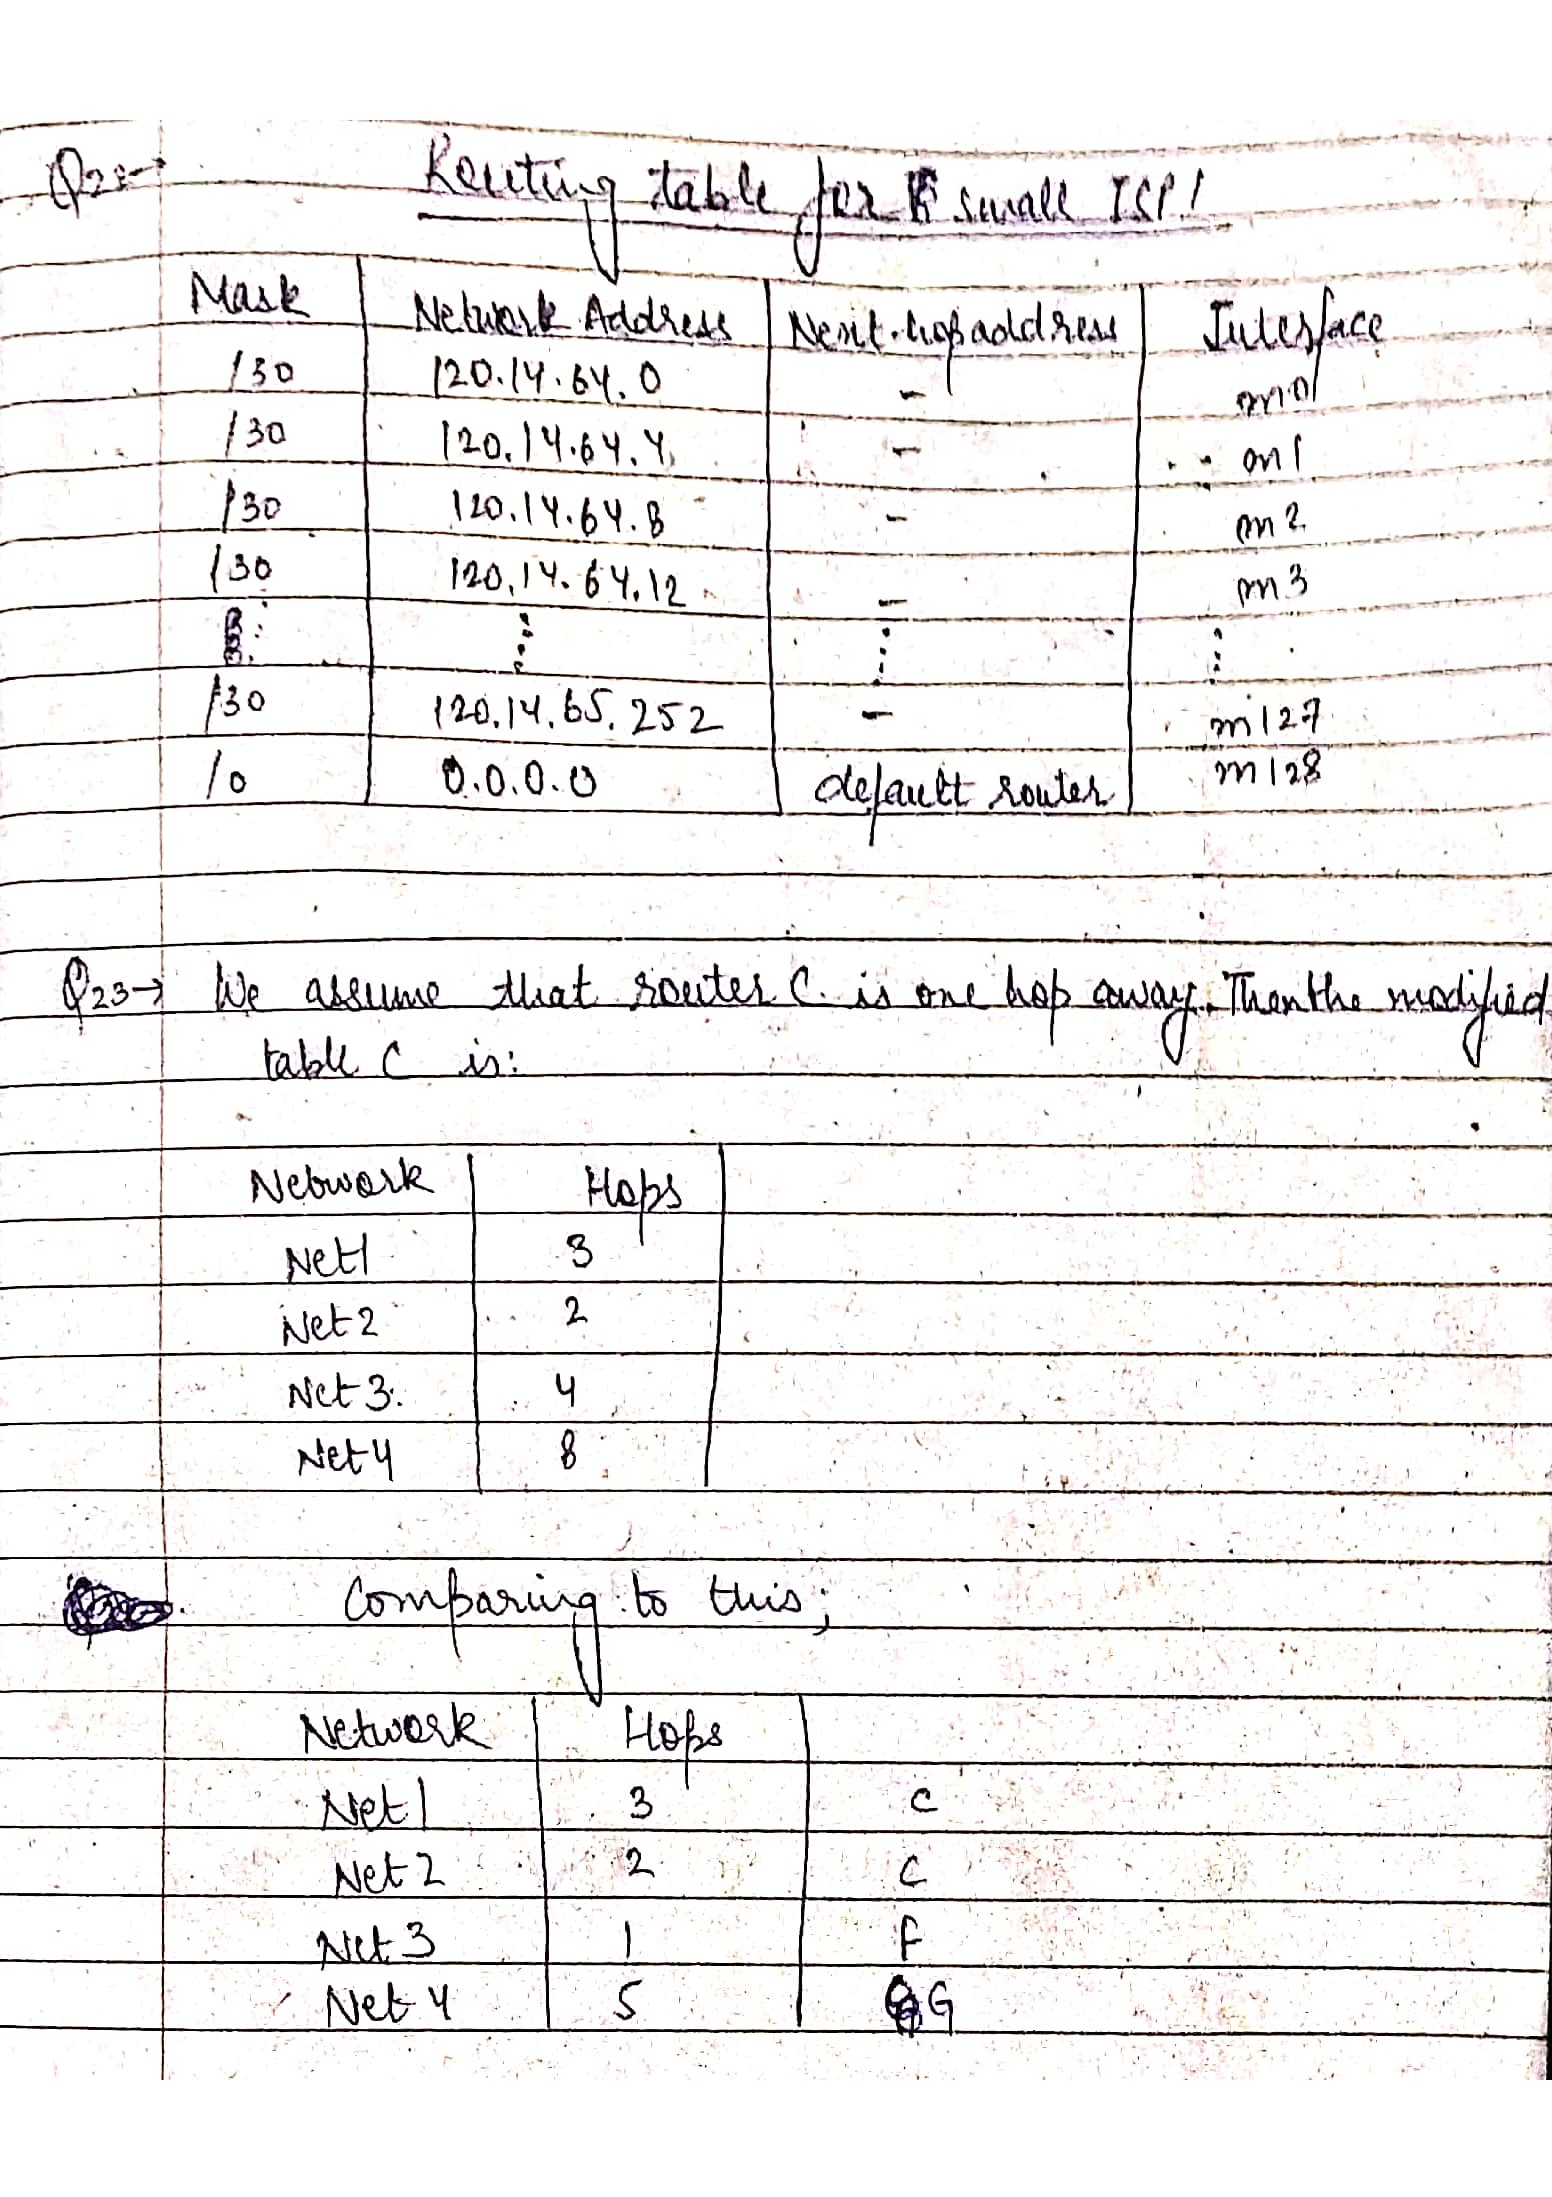 Q2:→ Routing table for small ISP!
Mask | Network Address | Next-hop address | Interface
/30 | 120.14.64.0 | - | m0
/30 | 120.14.64.4 | - | m1
/30 | 120.14.64.8 | - | m2
/30 | 120.14.64.12 | - | m3
⋮ | ⋮ | ⋮ | ⋮
/30 | 120.14.65.252 | - | m127
/0 | 0.0.0.0 | default router | m128
Q23→ We assume that router C. is one hop away. Then the modified
table C is:
Network | Hops
Net1 | 3
Net2 | 2
Net3. | 4
Net4 | 8
Comparing to this;
Network | Hops
Net1 | 3 | C
Net2 | 2 | C
Net3 | 1 | F
Net4 | 5 | G